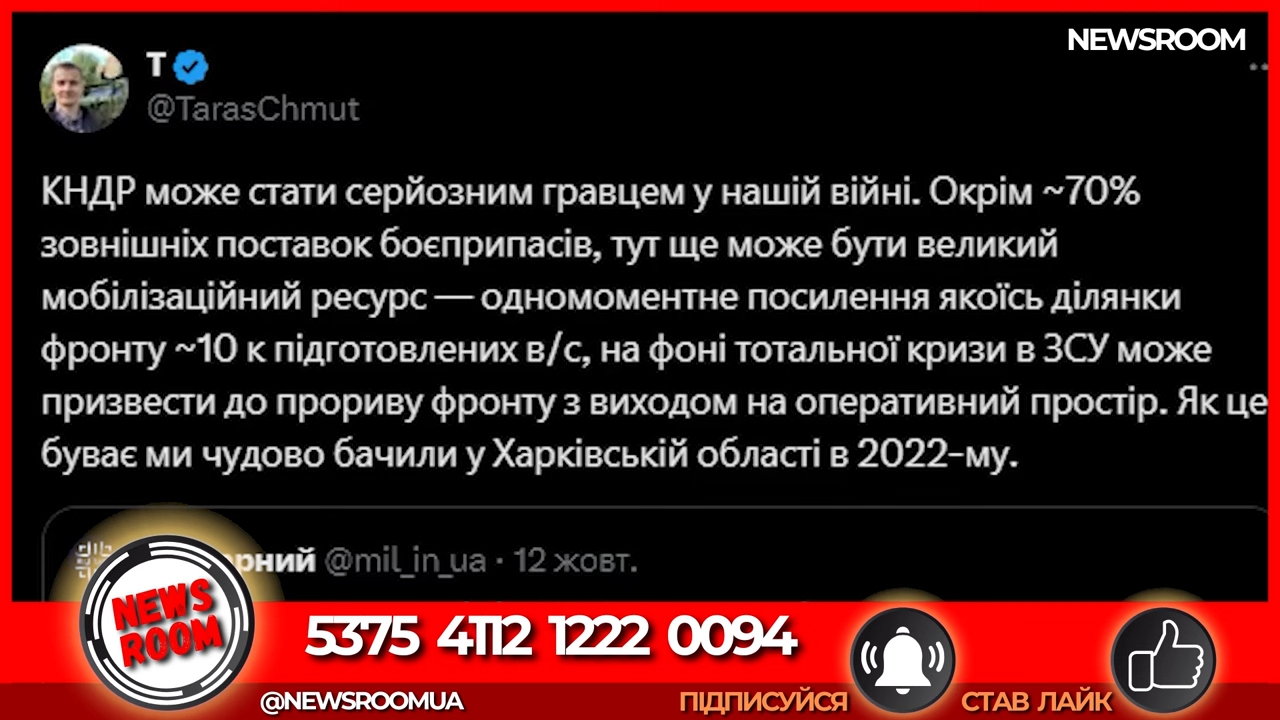 NEWSROOM
T
@TarasChmut
КНДР може стати серйозним гравцем у нашій війні. Окрім ~70%
зовнішніх поставок боєприпасів, тут ще може бути великий
мобілізаційний ресурс — одномоментне посилення якоїсь ділянки
фронту ~10 к підготовлених в/с, на фоні тотальної кризи в ЗСУ може
призвести до прориву фронту з виходом на оперативний простір. Як це
буває ми чудово бачили у Харківській області в 2022-му.
@mil_in_ua · 12 жовт.
NEWS
ROOM
5375 4112 1222 0094
@NEWSROOMUA
ПІДПИСУЙСЯ
СТАВ ЛАЙК